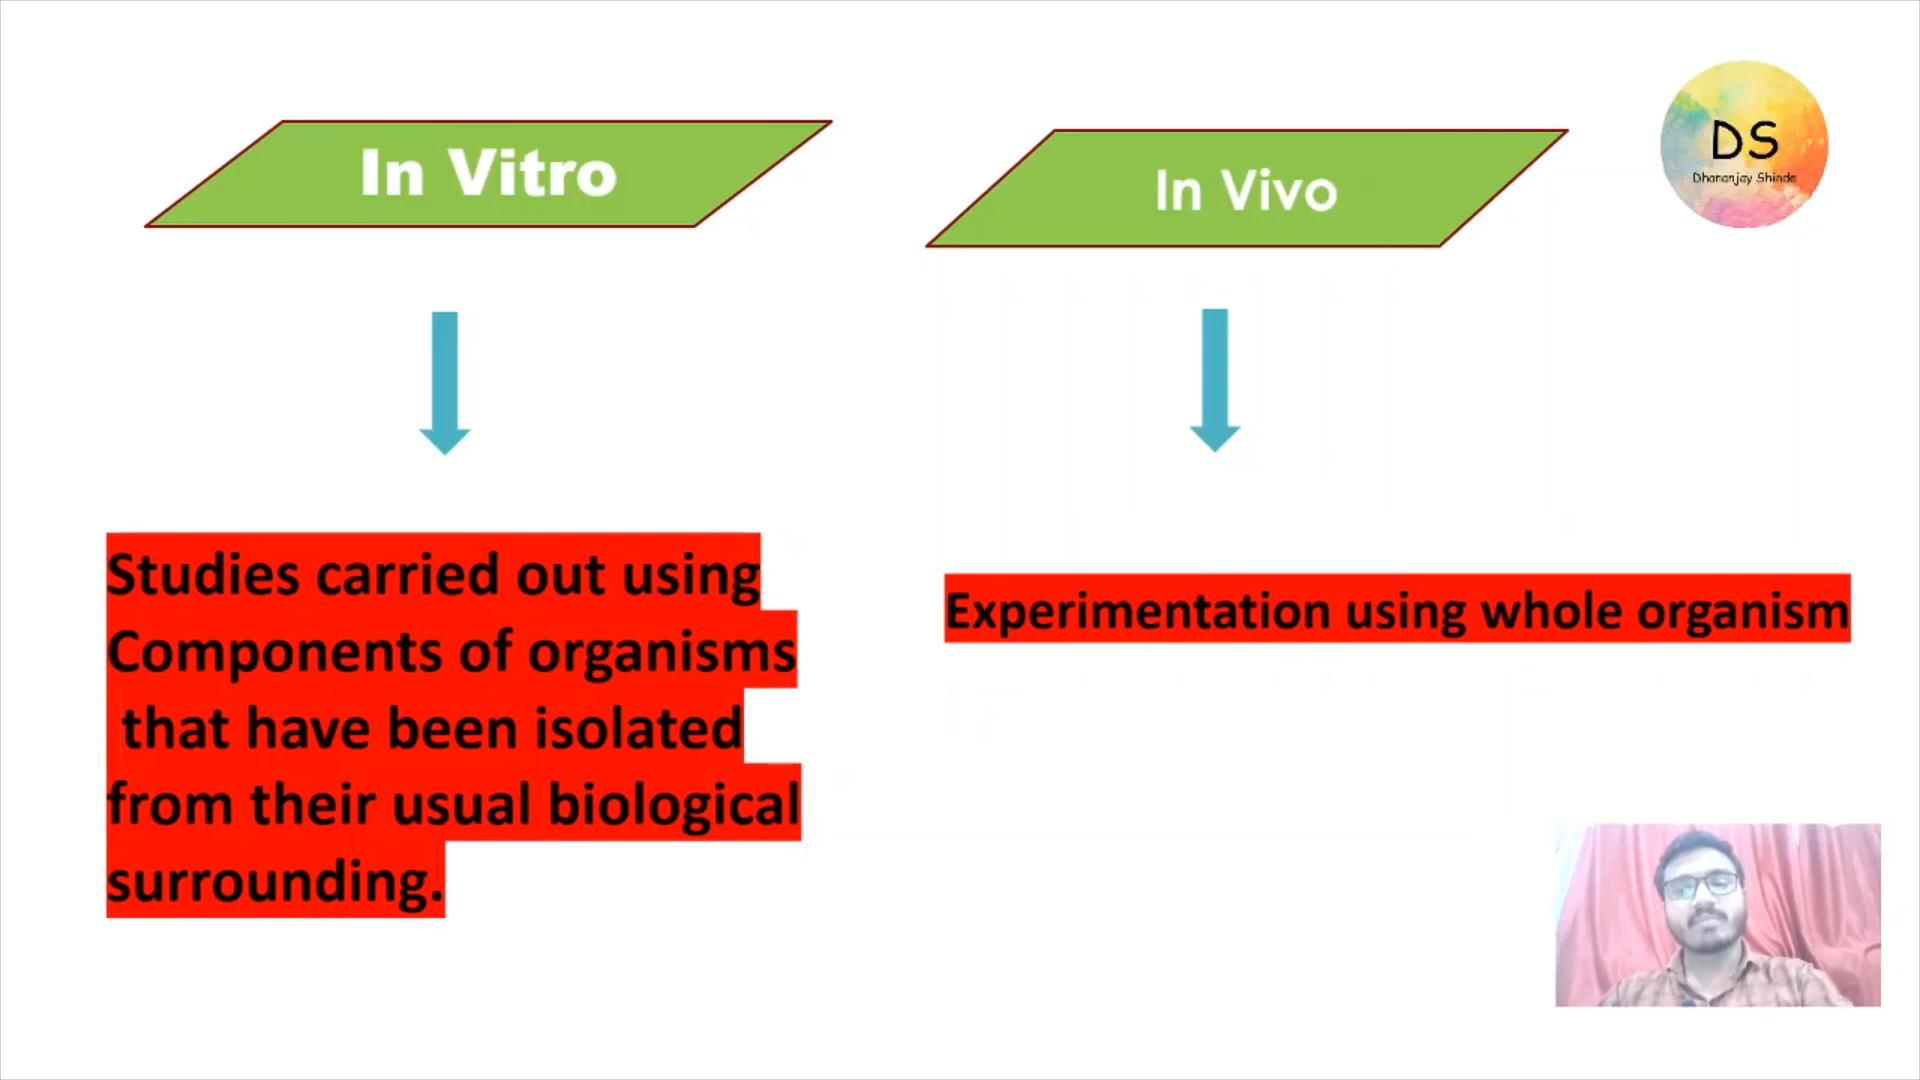 In Vitro
In Vivo
DS
Dhananjay Shinde
Studies carried out using
Components of organisms
that have been isolated
from their usual biological
surrounding.
Experimentation using whole organism